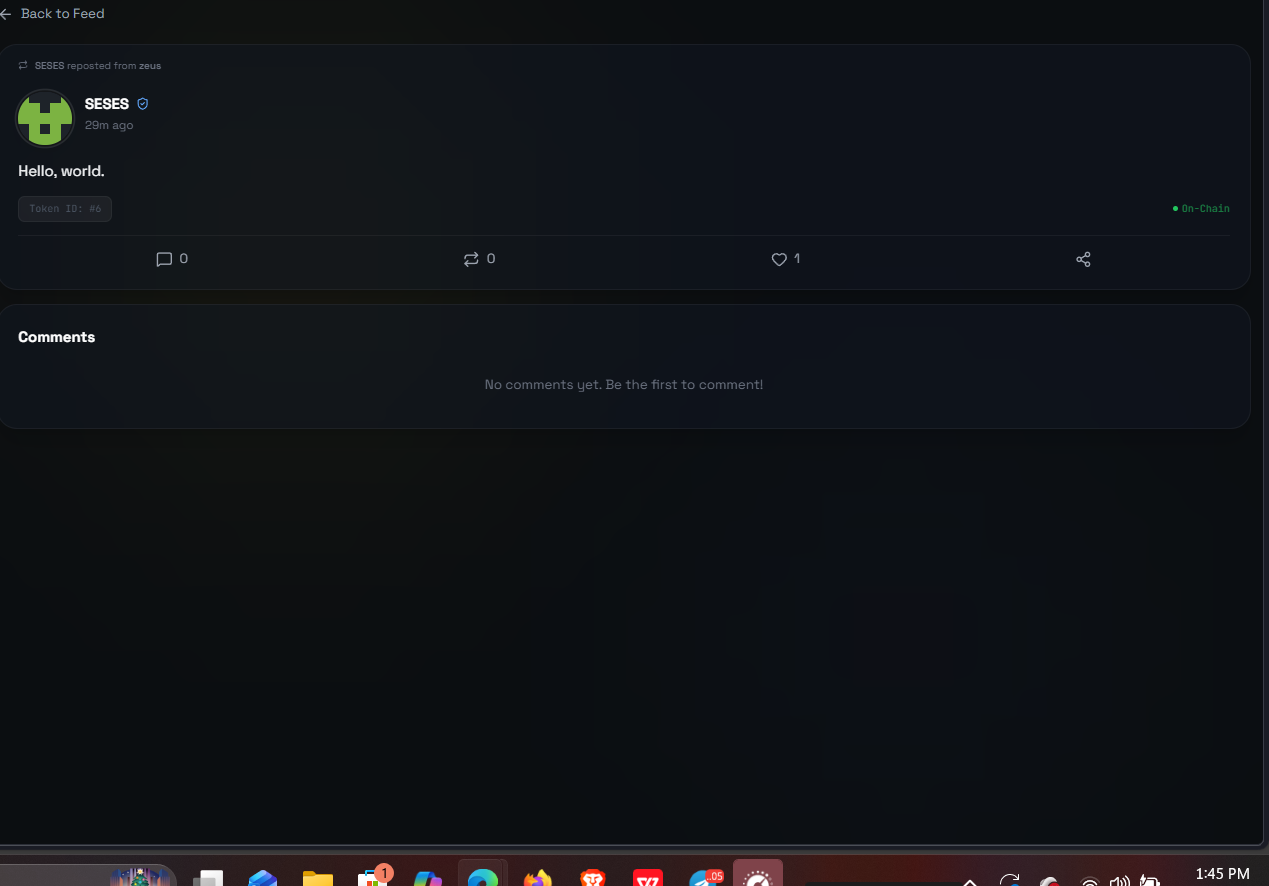 Back to Feed
SESES reposted from zeus
SESES
29m ago
Hello, world.
Token ID: #6
On-Chain
0
0
1
Comments
No comments yet. Be the first to comment!
1
.05
1:45 PM